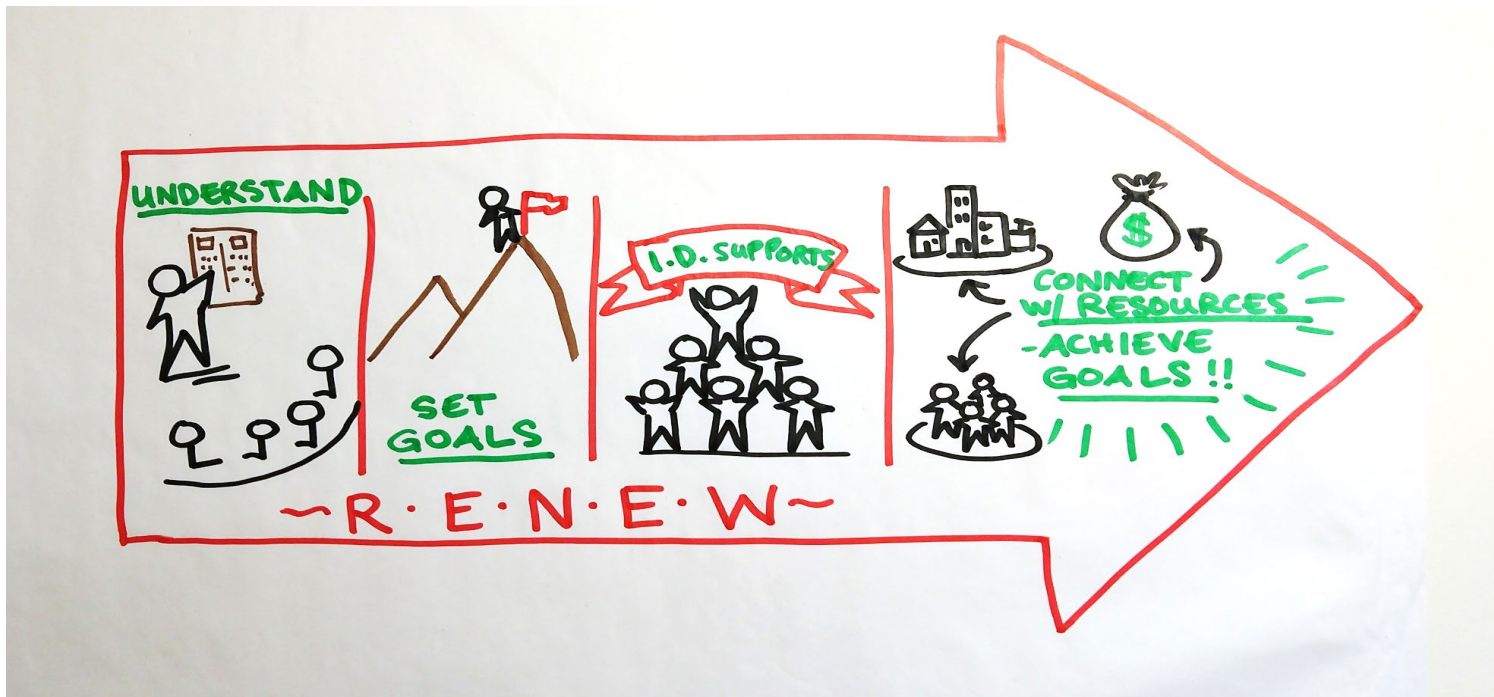 UNDERSTAND
SET
GOALS
I.D. SUPPORTS
$
CONNECT
W/ RESOURCES
-ACHIEVE
GOALS!!
~R·E·N·E·W~